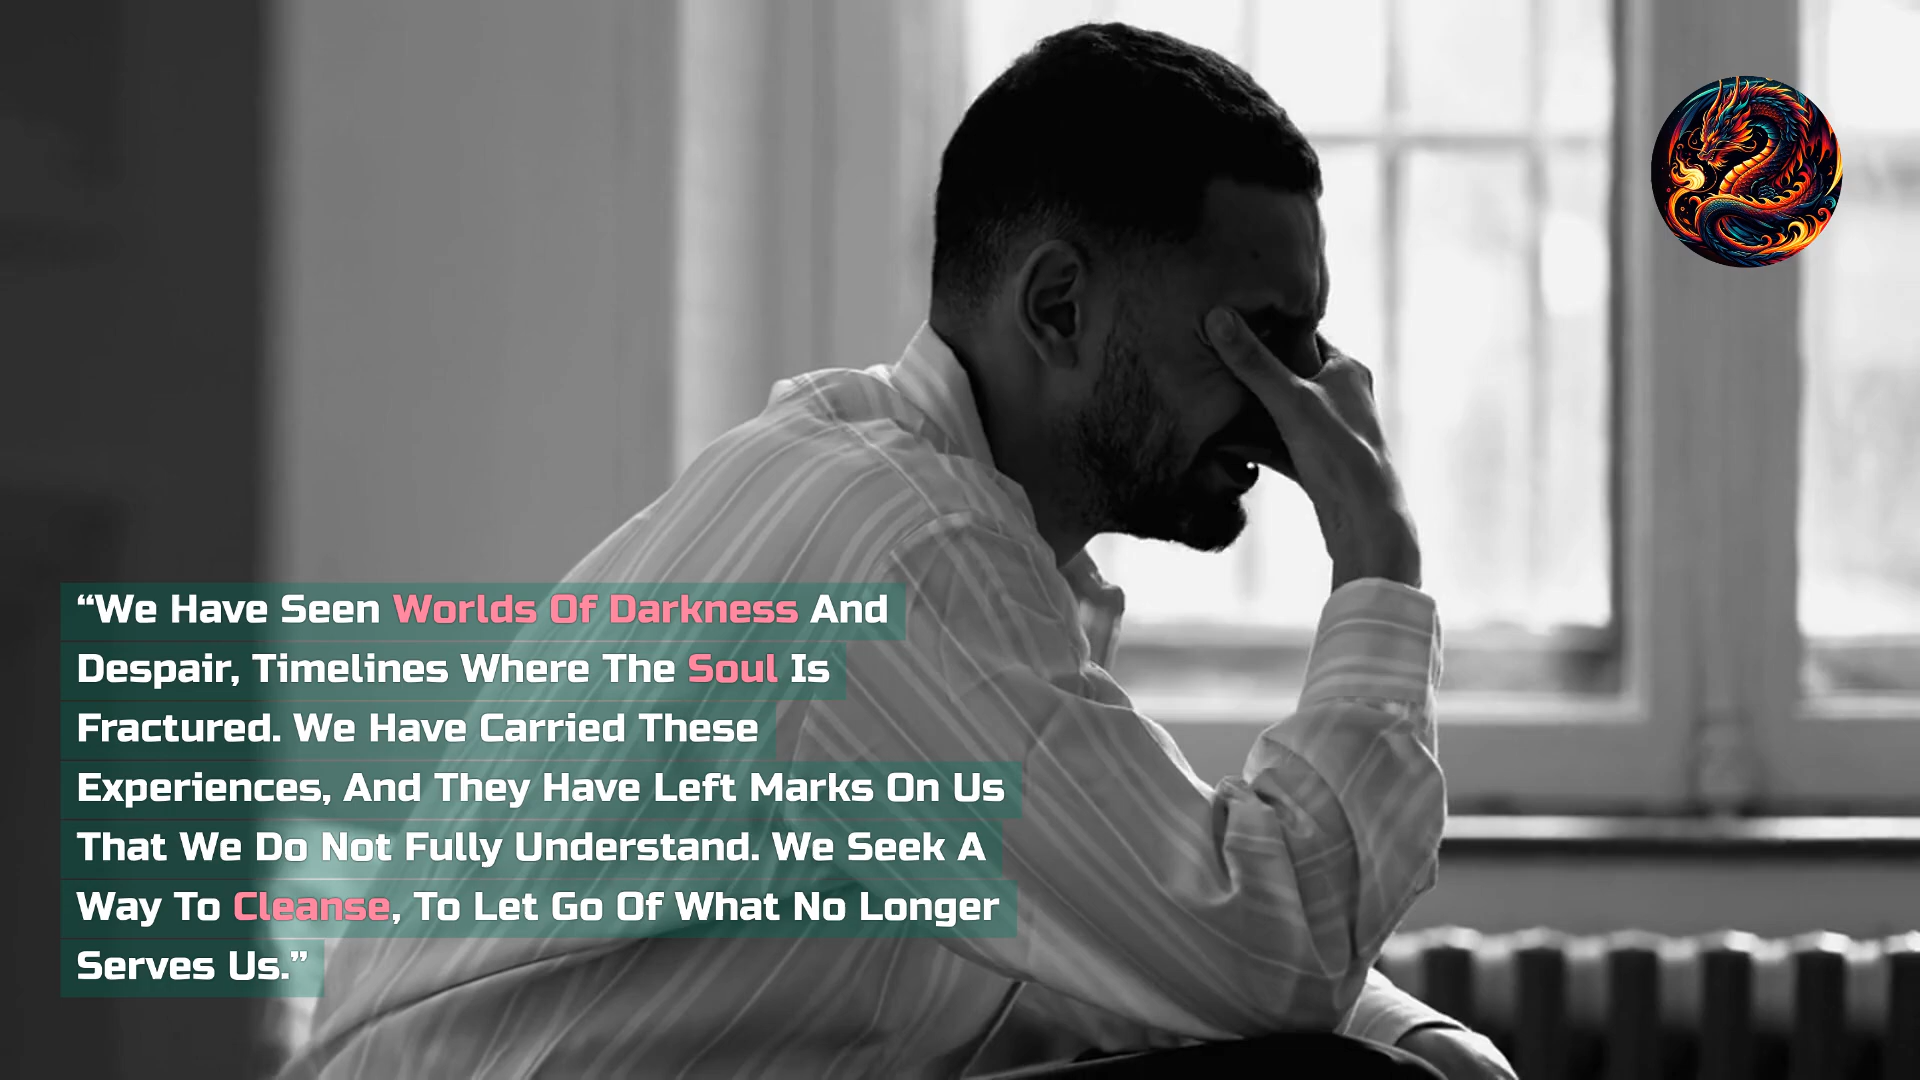 “We Have Seen Worlds Of Darkness And
Despair, Timelines Where The Soul Is
Fractured. We Have Carried These
Experiences, And They Have Left Marks On Us
That We Do Not Fully Understand. We Seek A
Way To Cleanse, To Let Go Of What No Longer
Serves Us.”